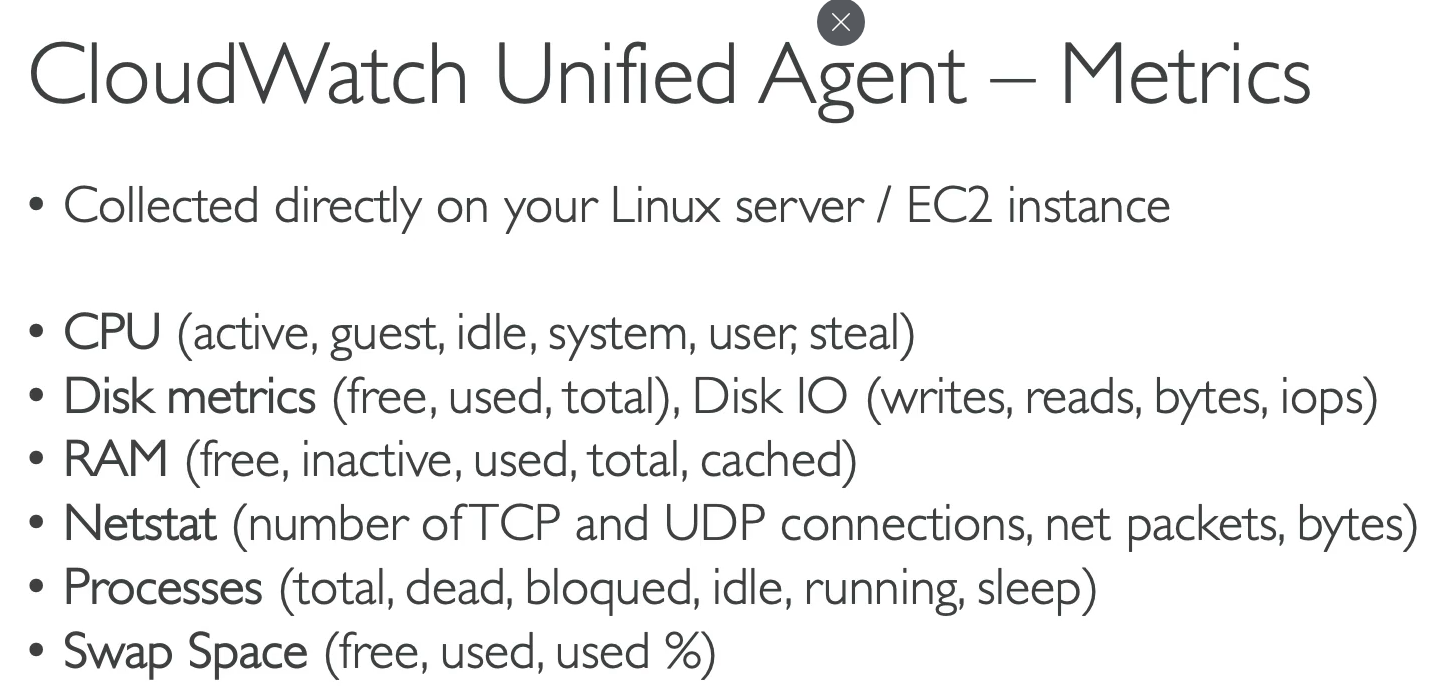 CloudWatch Unified Agent – Metrics
• Collected directly on your Linux server / EC2 instance
• CPU (active, guest, idle, system, user, steal)
• Disk metrics (free, used, total), Disk IO (writes, reads, bytes, iops)
• RAM (free, inactive, used, total, cached)
• Netstat (number of TCP and UDP connections, net packets, bytes)
• Processes (total, dead, bloqued, idle, running, sleep)
• Swap Space (free, used, used %)